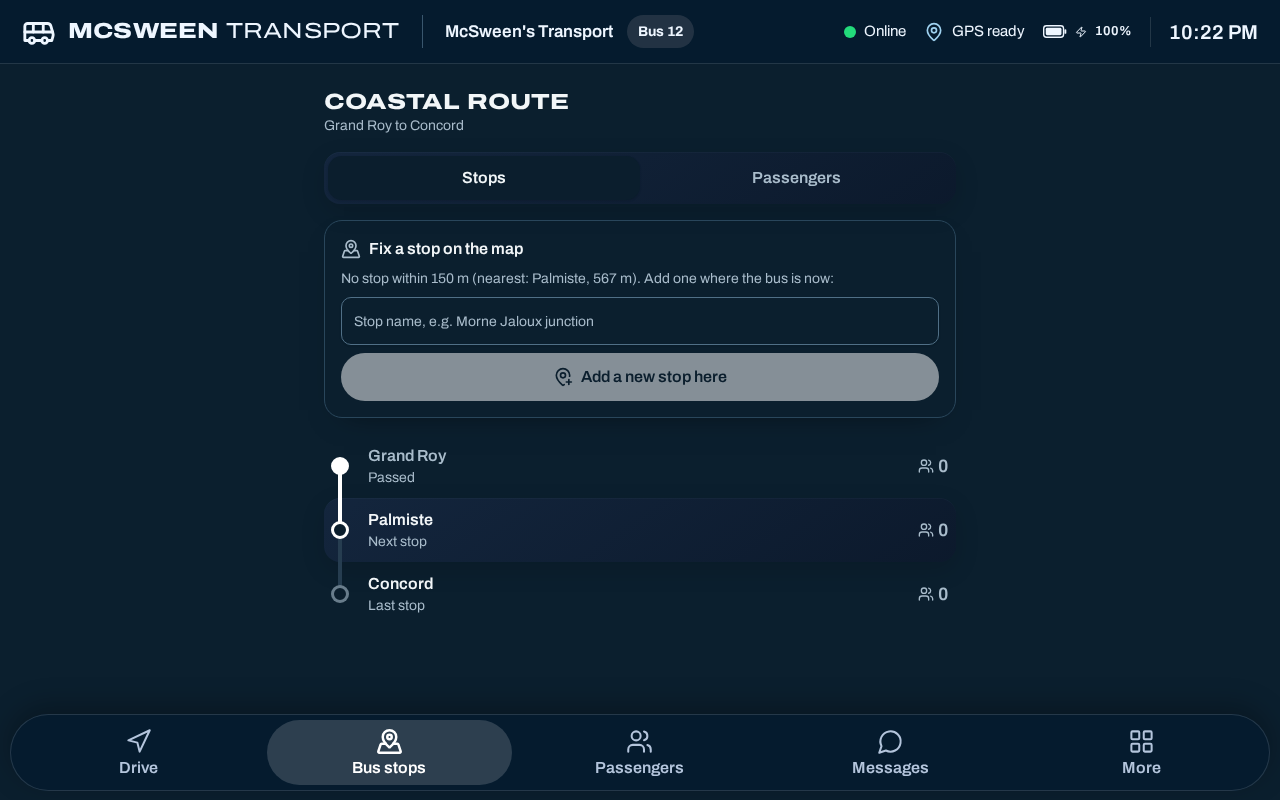 MCSWEEN TRANSPORT
McSween's Transport
Bus 12
Online
GPS ready
100%
10:22 PM
COASTAL ROUTE
Grand Roy to Concord
Stops
Passengers
Fix a stop on the map
No stop within 150 m (nearest: Palmiste, 567 m). Add one where the bus is now:
Stop name, e.g. Morne Jaloux junction
Add a new stop here
Grand Roy
Passed
0
Palmiste
Next stop
0
Concord
Last stop
0
Drive
Bus stops
Passengers
Messages
More